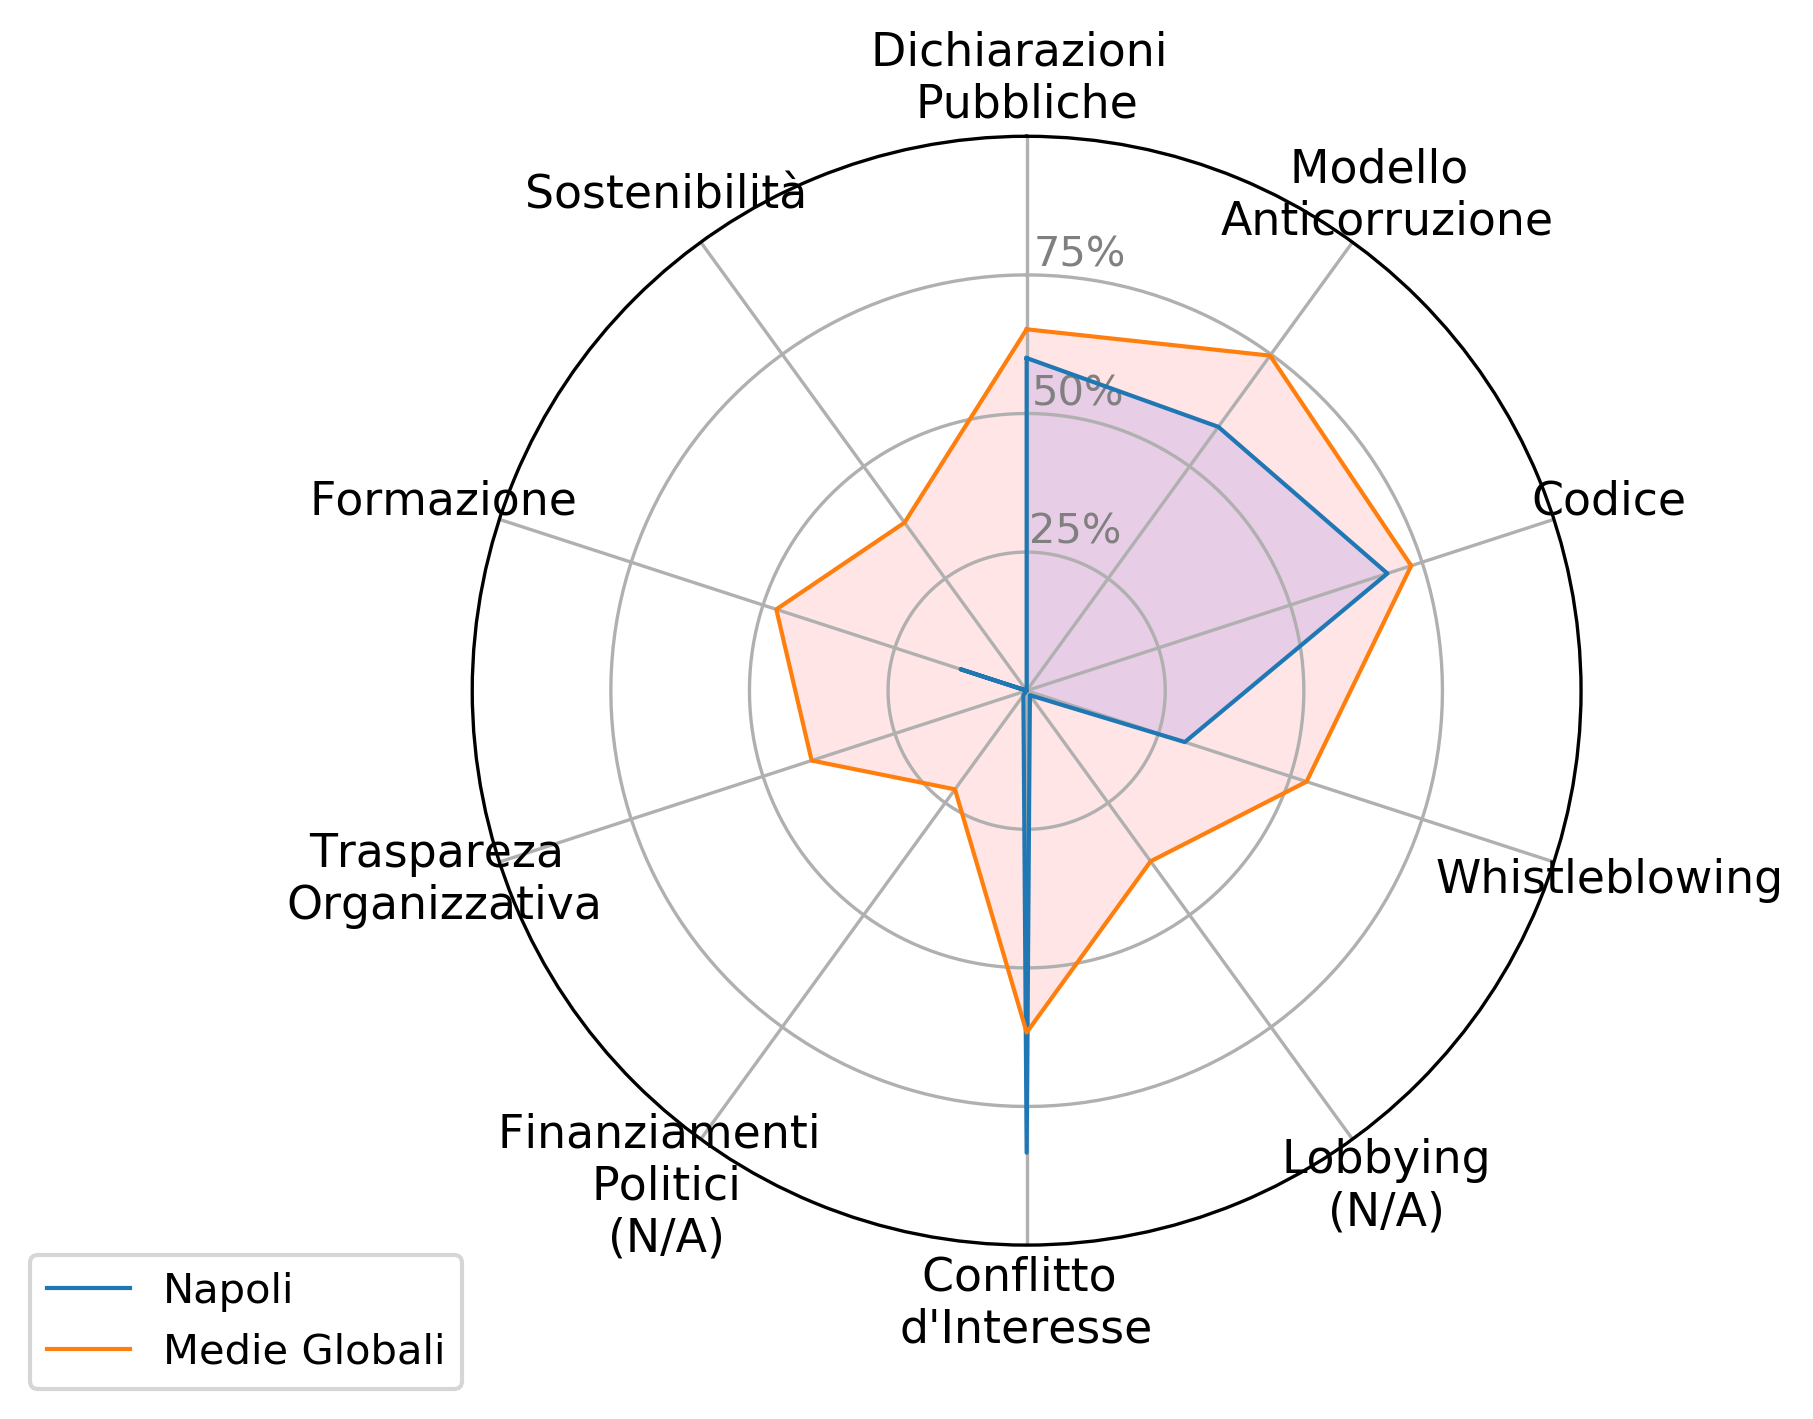 Dichiarazioni
Pubbliche
Modello
Anticorruzione
Sostenibilità
75%
50%
25%
Formazione
Codice
Traspareza
Organizzativa
Whistleblowing
Finanziamenti
Politici
(N/A)
Lobbying
(N/A)
Conflitto
d'Interesse
Napoli
Medie Globali